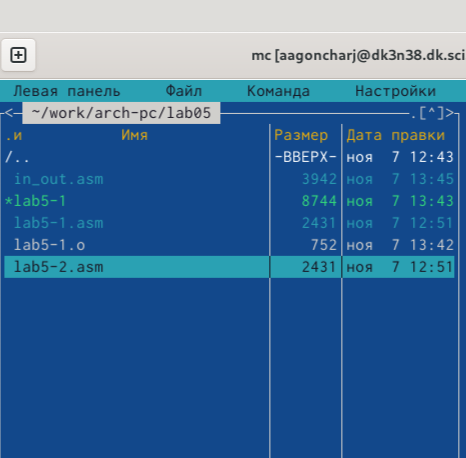 mc [aagoncharj@dk3n38.dk.sci
Левая панель Файл Команда Настройки
<— ~/work/arch-pc/lab05 .[^]>
.и Имя Размер Дата правки
/.. -ВВЕРХ- ноя 7 12:43
in_out.asm 3942 ноя 7 13:45
*lab5-1 8744 ноя 7 13:43
lab5-1.asm 2431 ноя 7 12:51
lab5-1.o 752 ноя 7 13:42
lab5-2.asm 2431 ноя 7 12:51